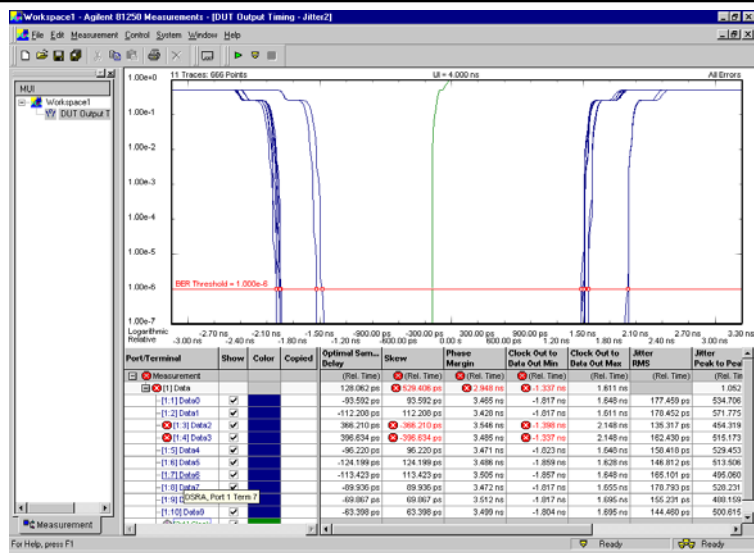 Workspace1 - Agilent 81250 Measurements - [DUT Output Timing - Jitter2]
File Edit Measurement Control System Window Help
MUI
Workspace1
DUT Output T
11 Traces: 666 Points UI = 4.000 ns All Errors
1.00e+0
1.00e-1
1.00e-2
1.00e-3
1.00e-4
1.00e-5
1.00e-6
1.00e-7
BER Threshold = 1.000e-6
Logarithmic -2.70 ns -2.10 ns -1.50 ns -900.00 ps -300.00 ps 300.00 ps 900.00 ps 1.50 ns 2.10 ns 2.70 ns 3.30 ns
Relative -3.00 ns -2.40 ns -1.80 ns -1.20 ns -600.00 ps 0.00 s 600.00 ps 1.20 ns 1.80 ns 2.40 ns 3.00 ns
Port/Terminal Show Color Copied Optimal Sam... Delay Skew Phase Margin Clock Out to Data Out Min Clock Out to Data Out Max Jitter RMS Jitter Peak to Peal
Measurement (Rel. Time) (Rel. Time) (Rel. Time) (Rel. Time) (Rel. Time) (Rel. Time) (Rel. Tir
[1] Data 128.062 ps 529.406 ps 2.948 ns -1.337 ns 1.611 ns 1.052
[1:1] Data0 -93.592 ps 93.592 ps 3.465 ns -1.817 ns 1.648 ns 177.459 ps 534.706
[1:2] Data1 -112.208 ps 112.208 ps 3.428 ns -1.817 ns 1.611 ns 178.452 ps 571.775
[1:3] Data2 366.210 ps -366.210 ps 3.546 ns -1.398 ns 2.148 ns 135.317 ps 454.319
[1:4] Data3 396.634 ps -396.634 ps 3.485 ns -1.337 ns 2.148 ns 162.430 ps 515.173
[1:5] Data4 -96.220 ps 96.220 ps 3.471 ns -1.823 ns 1.648 ns 158.418 ps 529.453
[1:6] Data5 -124.199 ps 124.199 ps 3.486 ns -1.859 ns 1.628 ns 146.812 ps 513.506
[1:7] Data6 -113.423 ps 113.423 ps 3.505 ns -1.857 ns 1.648 ns 165.101 ps 495.060
[1:8] Data7 -89.936 ps 89.936 ps 3.472 ns -1.817 ns 1.655 ns 178.793 ps 528.231
[1:9] D -69.867 ps 69.867 ps 3.512 ns -1.817 ns 1.695 ns 155.231 ps 488.159
DSRA, Port 1 Term 7
[1:10] Data9 -63.398 ps 63.398 ps 3.499 ns -1.804 ns 1.695 ns 144.460 ps 500.615
Measurement
For Help, press F1 Ready Ready